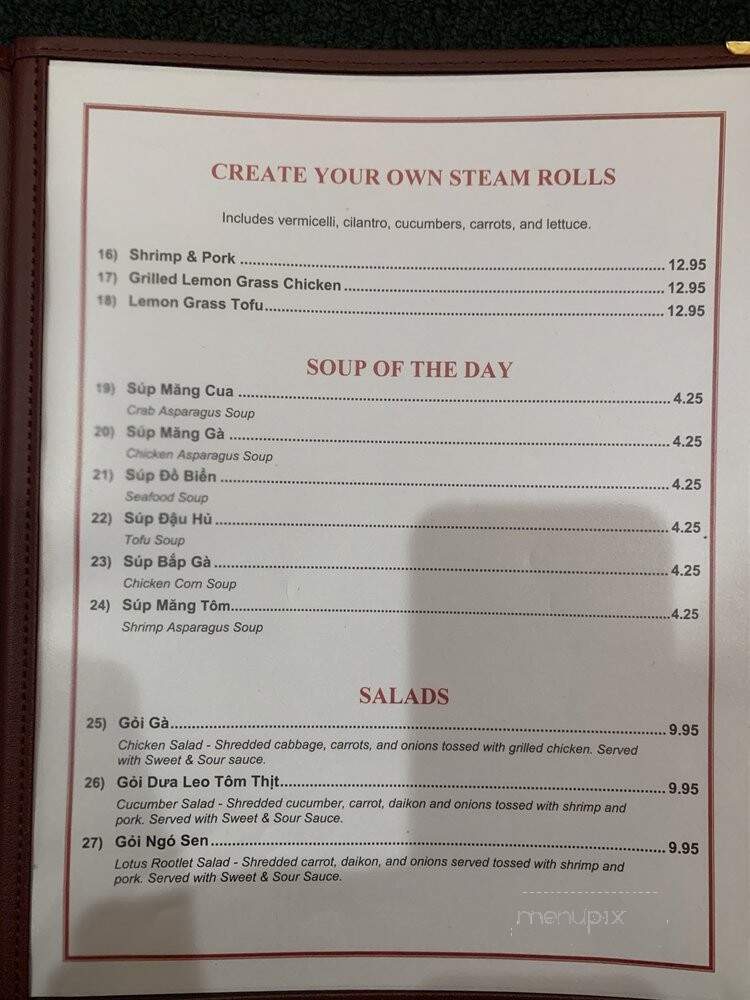 CREATE YOUR OWN STEAM ROLLS
Includes vermicelli, cilantro, cucumbers, carrots, and lettuce.
16) Shrimp & Pork ........ 12.95
17) Grilled Lemon Grass Chicken ........ 12.95
18) Lemon Grass Tofu ........ 12.95
SOUP OF THE DAY
19) Súp Măng Cua ........ 4.25
Crab Asparagus Soup
20) Súp Măng Gà ........ 4.25
Chicken Asparagus Soup
21) Súp Đồ Biển ........ 4.25
Seafood Soup
22) Súp Đậu Hủ ........ 4.25
Tofu Soup
23) Súp Bắp Gà ........ 4.25
Chicken Corn Soup
24) Súp Măng Tôm ........ 4.25
Shrimp Asparagus Soup
SALADS
25) Gỏi Gà ........ 9.95
Chicken Salad - Shredded cabbage, carrots, and onions tossed with grilled chicken. Served
with Sweet & Sour sauce.
26) Gỏi Dưa Leo Tôm Thịt ........ 9.95
Cucumber Salad - Shredded cucumber, carrot, daikon and onions tossed with shrimp and
pork. Served with Sweet & Sour Sauce.
27) Gỏi Ngó Sen ........ 9.95
Lotus Rootlet Salad - Shredded carrot, daikon, and onions served tossed with shrimp and
pork. Served with Sweet & Sour Sauce.
menupix